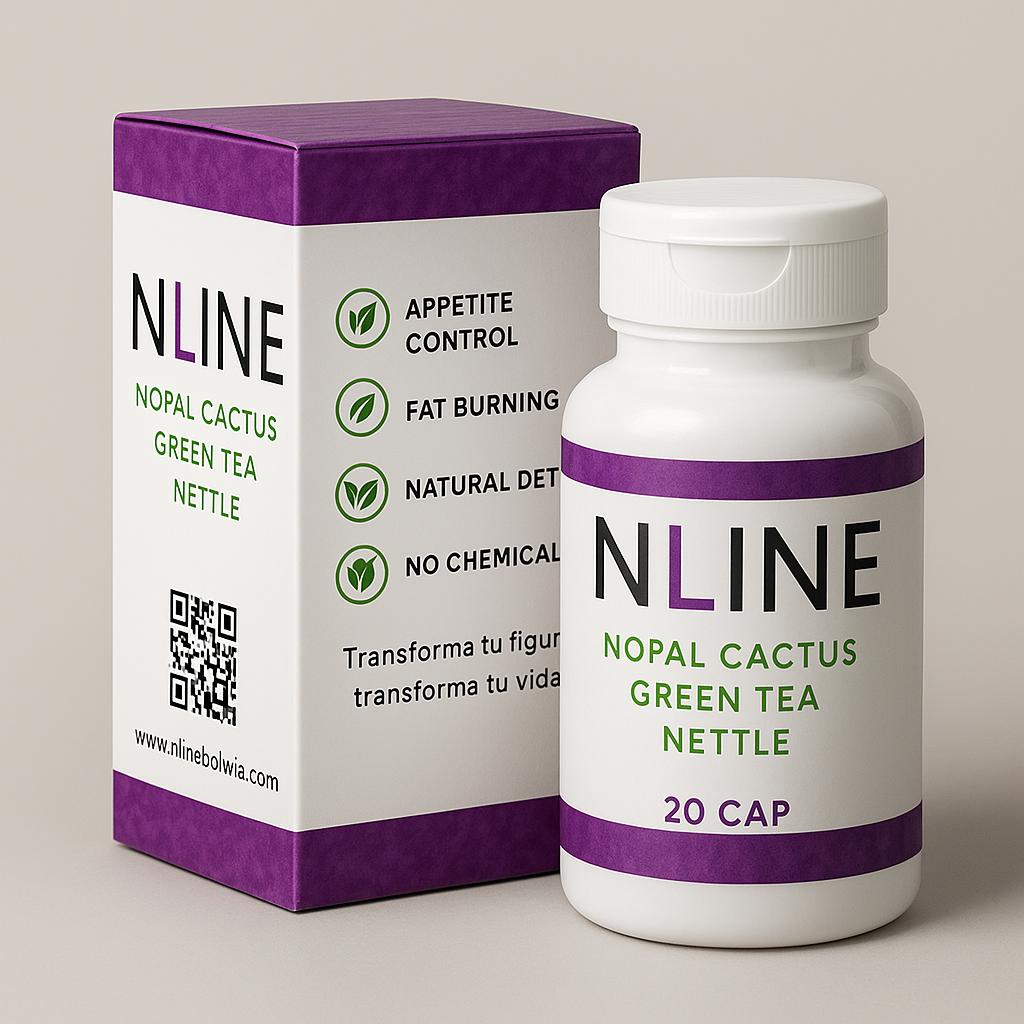 NLINE
NOPAL CACTUS
GREEN TEA
NETTLE
www.nlinebolwia.com
APPETITE
CONTROL
FAT BURNING
NATURAL DET
NO CHEMICAL
Transforma tu figur
transforma tu vida
NLINE
NOPAL CACTUS
GREEN TEA
NETTLE
20 CAP